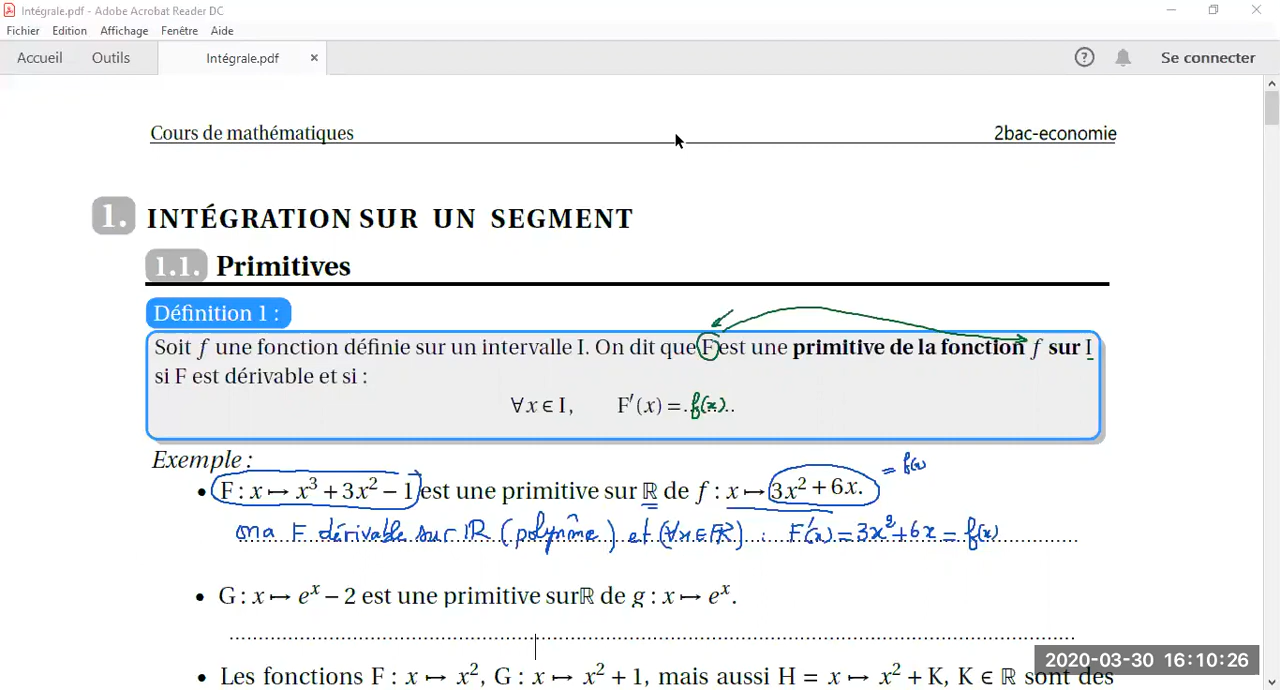 Intégrale.pdf - Adobe Acrobat Reader DC
Fichier Edition Affichage Fenêtre Aide
Accueil Outils Intégrale.pdf × ? Se connecter
Cours de mathématiques 2bac-economie
1. INTÉGRATION SUR UN SEGMENT
1.1. Primitives
Définition 1 :
Soit f une fonction définie sur un intervalle I. On dit que F est une primitive de la fonction f sur I
si F est dérivable et si :
∀x ∈ I, F′(x) = .f(x)..
Exemple :
= f(x)
• F : x ↦ x³ + 3x² − 1 est une primitive sur ℝ de f : x ↦ 3x² + 6x.
ona F dérivable sur ℝ (polynôme) et (∀x∈ℝ) : F′(x) = 3x² + 6x = f(x)
• G : x ↦ eˣ − 2 est une primitive surℝ de g : x ↦ eˣ.
• Les fonctions F : x ↦ x², G : x ↦ x² + 1, mais aussi H = x ↦ x² + K, K ∈ ℝ sont des
2020-03-30 16:10:26